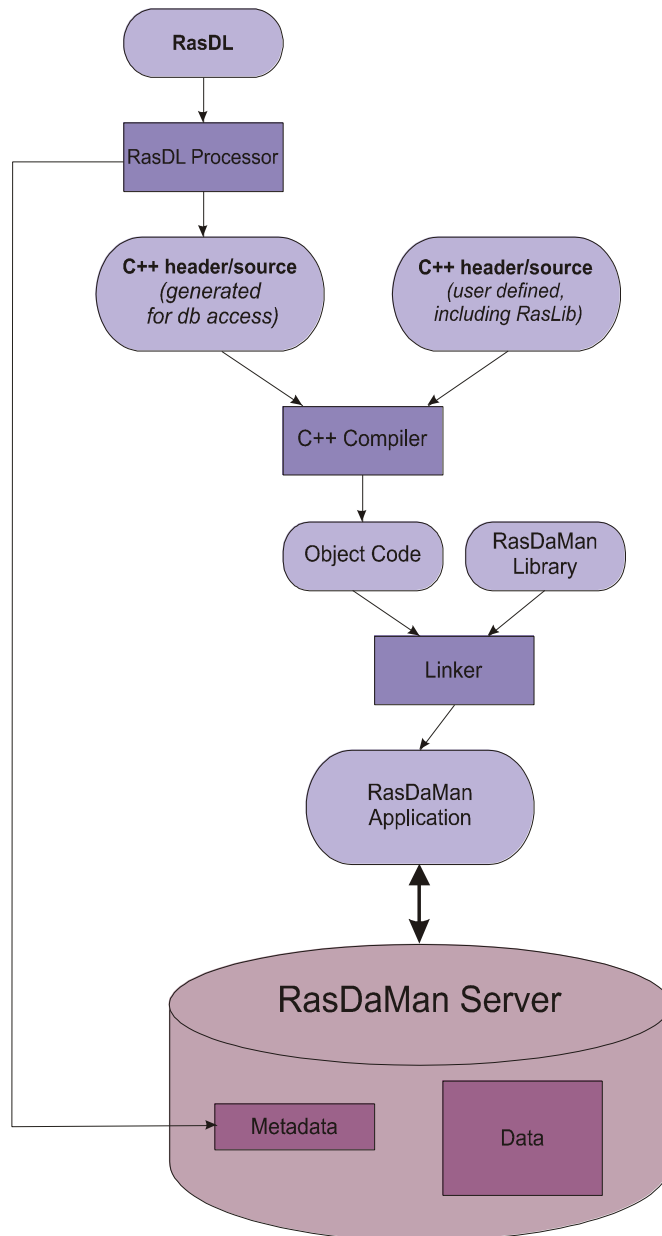 RasDL
RasDL Processor
C++ header/source
(generated
for db access)
C++ header/source
(user defined,
including RasLib)
C++ Compiler
Object Code
RasDaMan
Library
Linker
RasDaMan
Application
RasDaMan Server
Metadata
Data